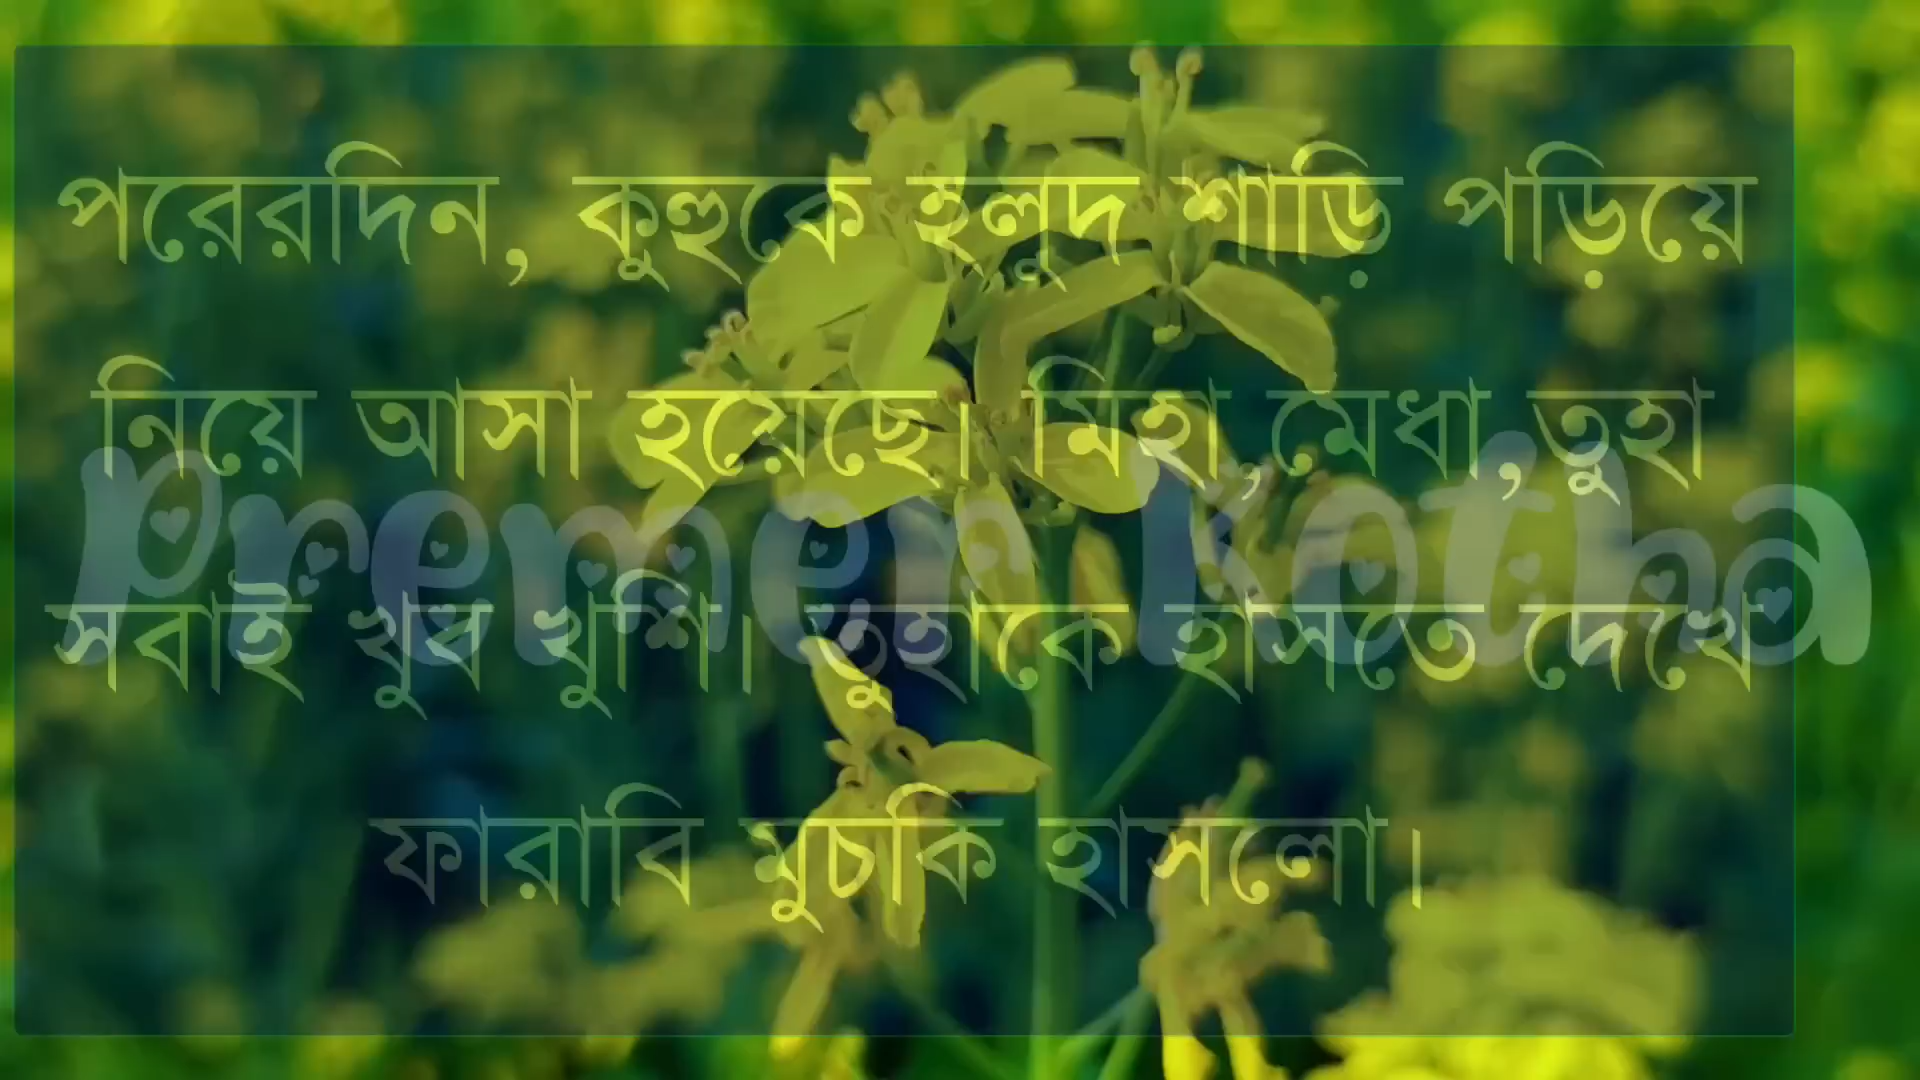 পরেরদিন, কুহুকে হলুদ শাড়ি পড়িয়ে
নিয়ে আসা হয়েছে। মিহা,মেধা,তুহা
Premer Kotha
সবাই খুব খুশি। তুহাকে হাসতে দেখে
ফারাবি মুচকি হাসলো।